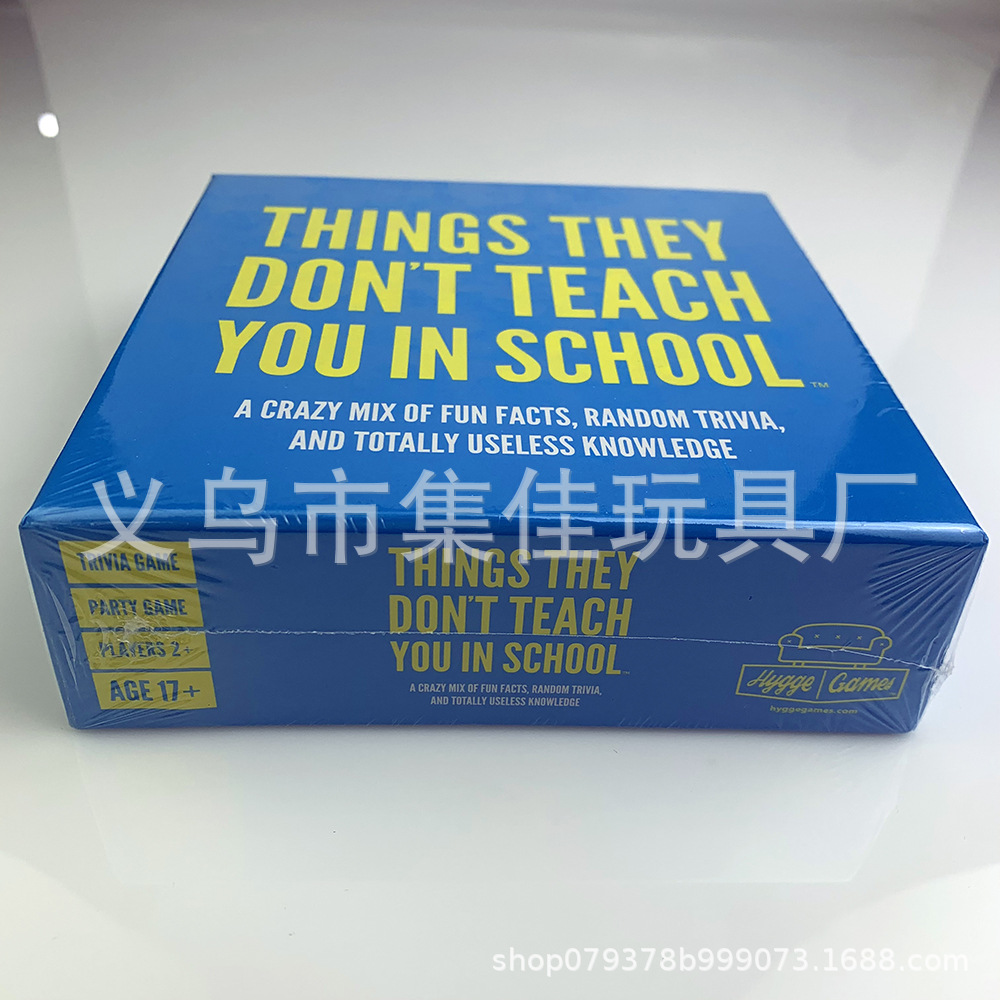 THINGS THEY
DON'T TEACH
YOU IN SCHOOL™
A CRAZY MIX OF FUN FACTS, RANDOM TRIVIA,
AND TOTALLY USELESS KNOWLEDGE
义乌市集佳玩具厂
TRIVIA GAME
PARTY GAME
PLAYERS 2+
AGE 17+
THINGS THEY
DON'T TEACH
YOU IN SCHOOL™
A CRAZY MIX OF FUN FACTS, RANDOM TRIVIA,
AND TOTALLY USELESS KNOWLEDGE
Hygge Games
hyggegames.com
shop079378b999073.1688.com